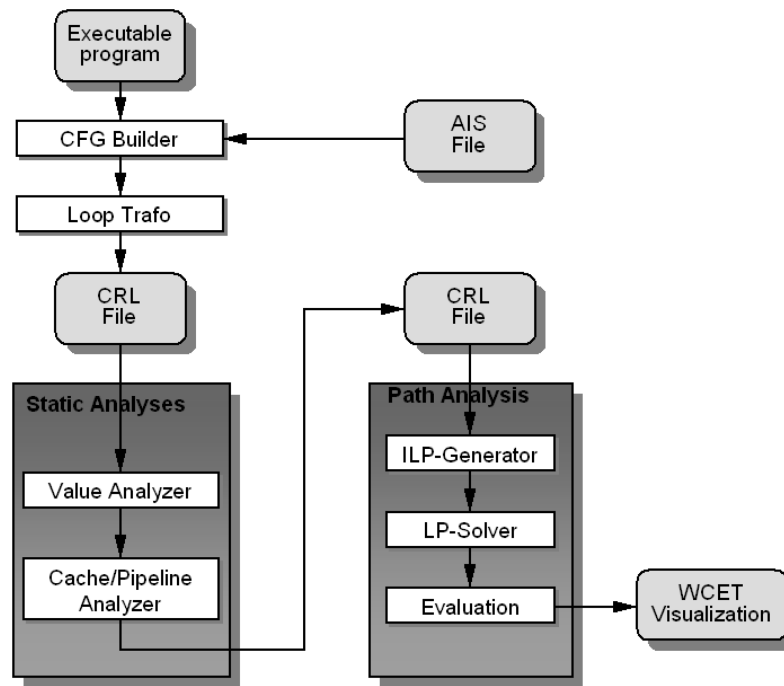 Executable
program
CFG Builder
AIS
File
Loop Trafo
CRL
File
CRL
File
Static Analyses
Value Analyzer
Cache/Pipeline
Analyzer
Path Analysis
ILP-Generator
LP-Solver
Evaluation
WCET
Visualization